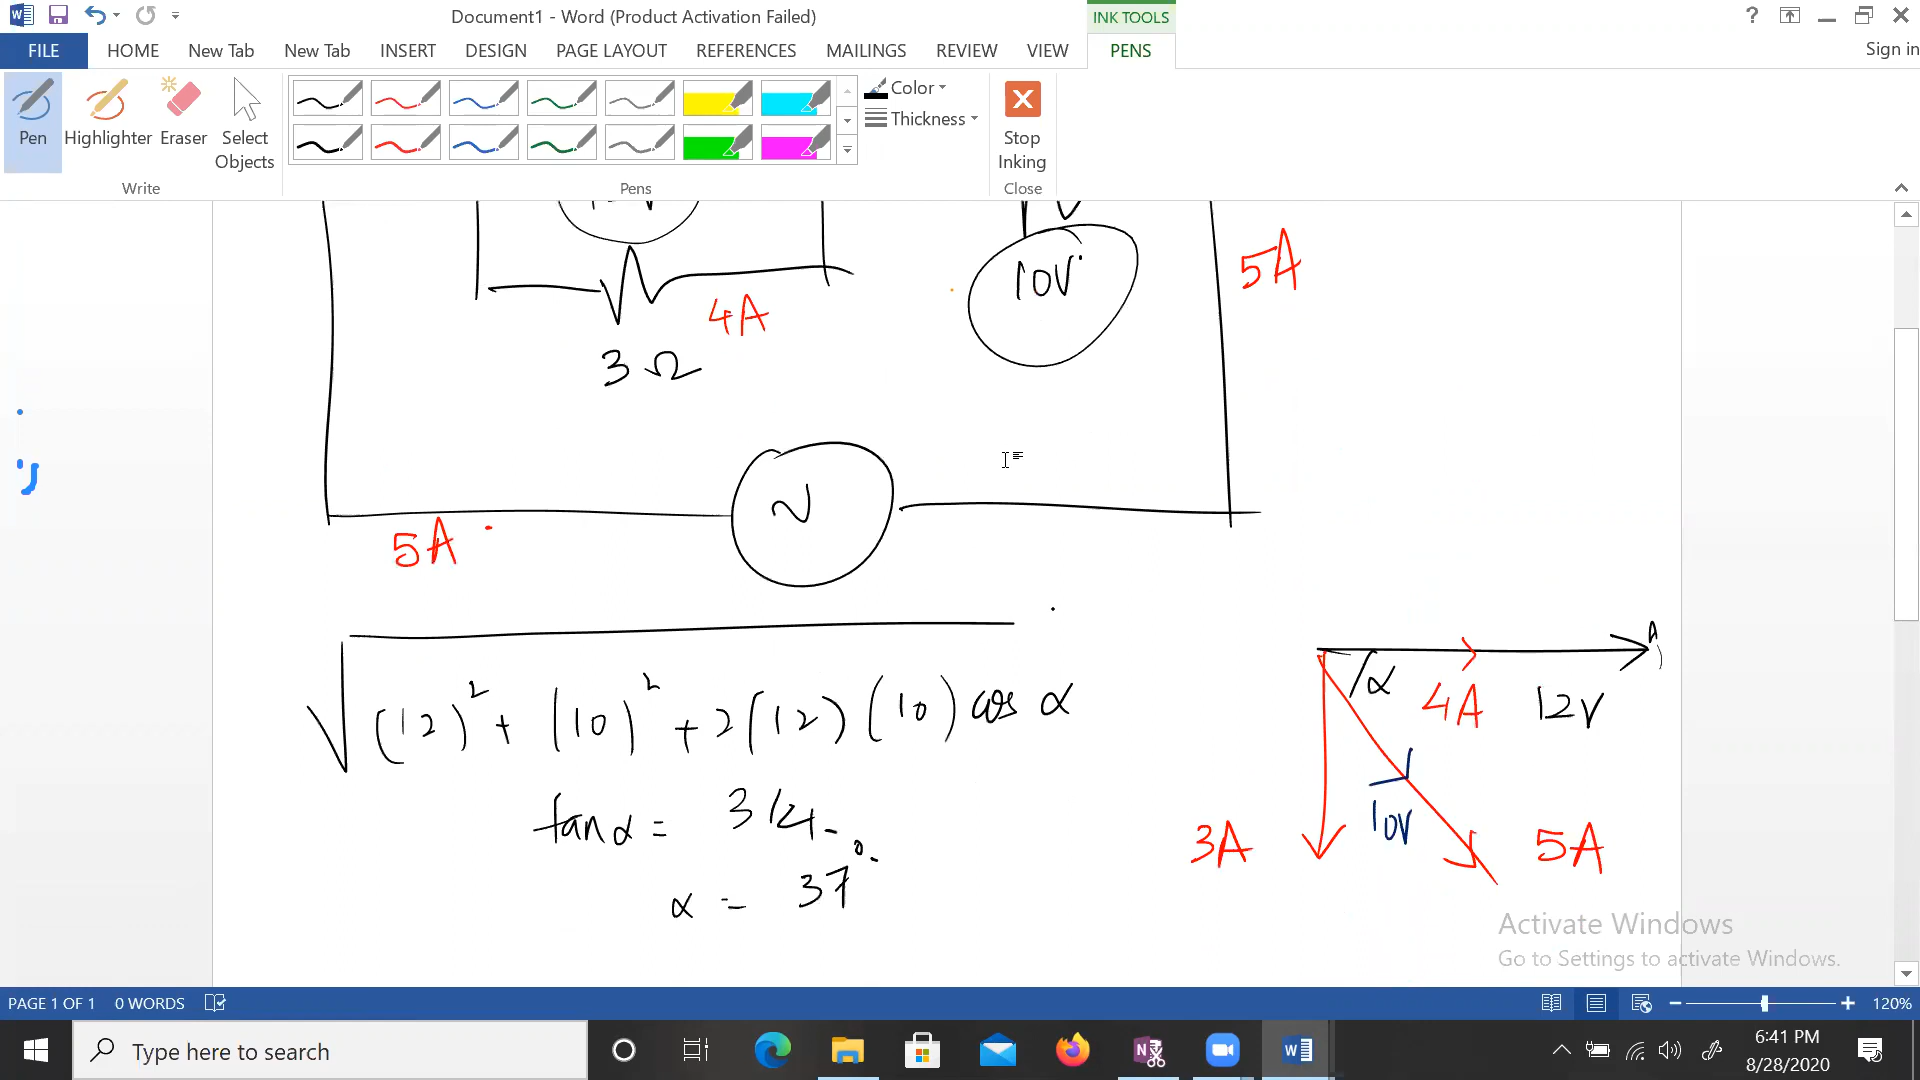 Document1 - Word (Product Activation Failed)
INK TOOLS
?
FILE HOME New Tab New Tab INSERT DESIGN PAGE LAYOUT REFERENCES MAILINGS REVIEW VIEW PENS Sign in
Pen Highlighter Eraser Select Objects
Color
Thickness
Stop Inking
Write Pens Close
10V
5A
4A
3 Ω
5A
√(12)² + (10)² + 2(12)(10) cos α
α 4A 12V
tan α = 3/4
10V
3A 5A
α = 37°
Activate Windows
Go to Settings to activate Windows.
PAGE 1 OF 1 0 WORDS 120%
Type here to search
6:41 PM
8/28/2020